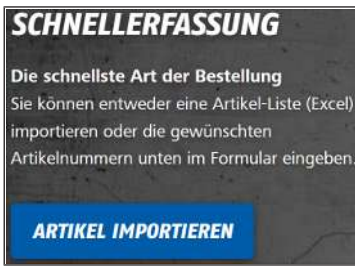 SCHNELLERFASSUNG
Die schnellste Art der Bestellung
Sie können entweder eine Artikel-Liste (Excel)
importieren oder die gewünschten
Artikelnummern unten im Formular eingeben.
ARTIKEL IMPORTIEREN